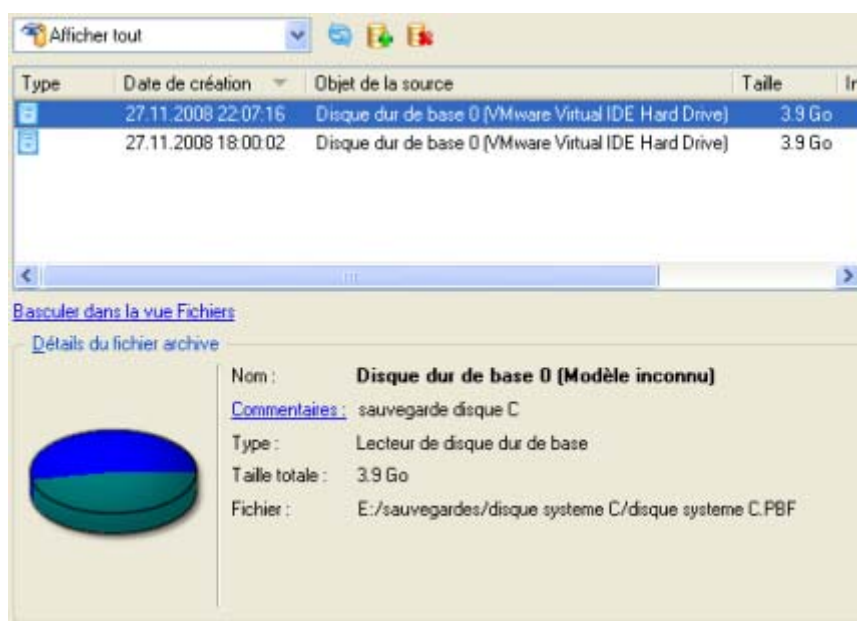 Afficher tout
Type Date de création Objet de la source Taille Ir
27.11.2008 22:07:16 Disque dur de base 0 (VMware Virtual IDE Hard Drive) 3.9 Go
27.11.2008 18:00:02 Disque dur de base 0 (VMware Virtual IDE Hard Drive) 3.9 Go
Basculer dans la vue Fichiers
Détails du fichier archive
Nom : Disque dur de base 0 (Modèle inconnu)
Commentaires : sauvegarde disque C
Type : Lecteur de disque dur de base
Taille totale : 3.9 Go
Fichier : E:/sauvegardes/disque systeme C/disque systeme C.PBF